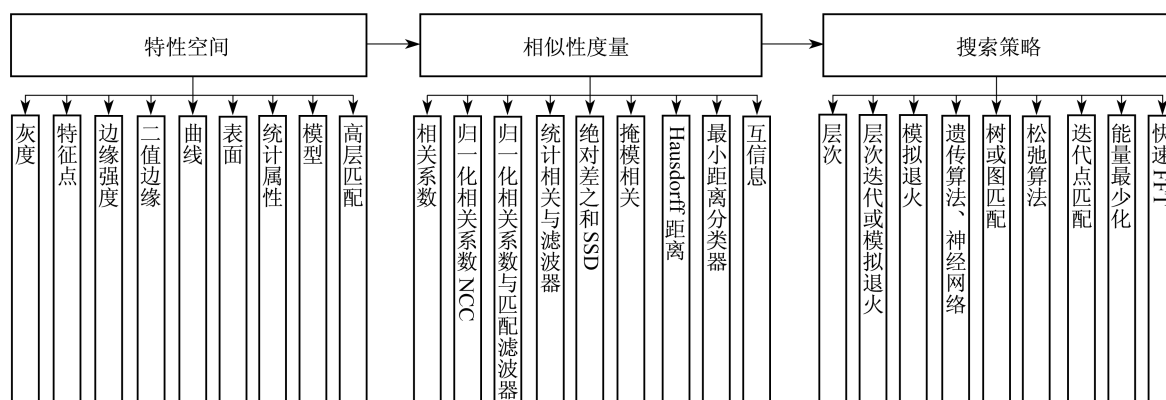 特性空间
相似性度量
搜索策略
灰度
特征点
边缘强度
二值边缘
曲线
表面
统计属性
模型
高层匹配
相关系数
归一化相关系数 NCC
归一化相关系数与匹配滤波器
统计相关与滤波器
绝对差之和 SSD
掩模相关
Hausdorff 距离
最小距离分类器
互信息
层次
层次迭代或模拟退火
模拟退火
遗传算法、神经网络
树或图匹配
松弛算法
迭代点匹配
能量最少化
快速 FFT